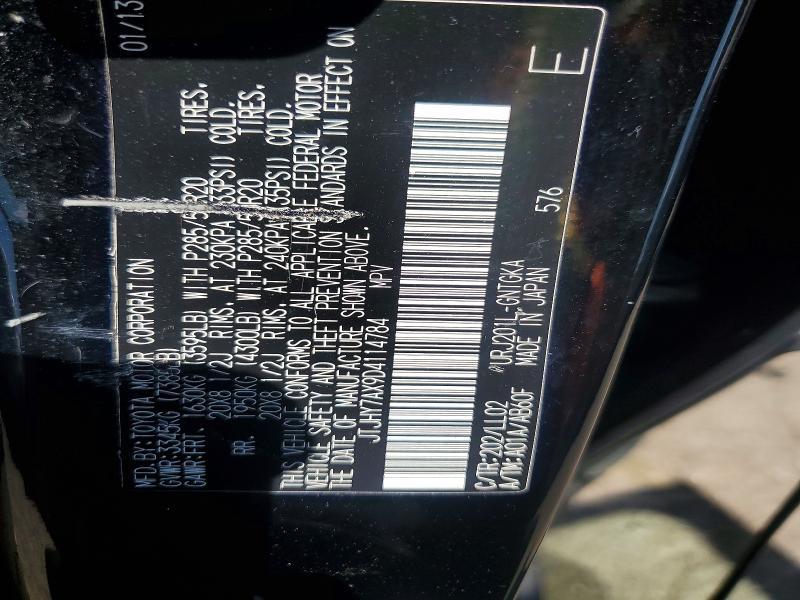 MFD. BY: TOYOTA MOTOR CORPORATION 01/13
GVWR: 3345KG (7385LB)
GAWR: FRT. 1630KG (3595LB) WITH P285/50R20 TIRES.
20X8 1/2J RIMS. AT 230KPA (33PSI) COLD.
RR. 1950KG (4300LB) WITH P285/50R20 TIRES.
20X8 1/2J RIMS. AT 240KPA (35PSI) COLD.
THIS VEHICLE CONFORMS TO ALL APPLICABLE FEDERAL MOTOR
VEHICLE SAFETY AND THEFT PREVENTION STANDARDS IN EFFECT ON
THE DATE OF MANUFACTURE SHOWN ABOVE.
JTJHY7AX9D4114784 MPV
C/TR: 202/LL02 *URJ201L-GNTGKA 576
A/TM: A01A/AB60F MADE IN JAPAN E